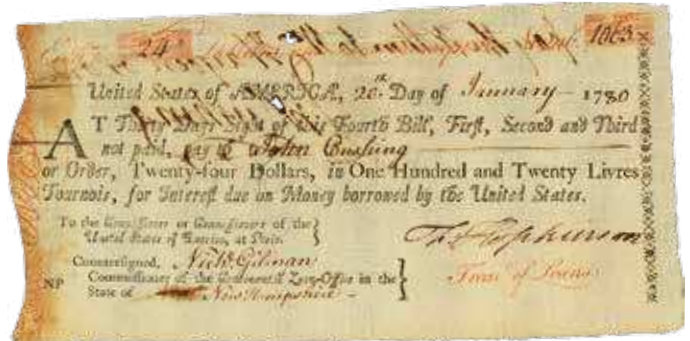 24
1063
United States of AMERICA, 20th Day of January 1780
AT Thirty Days Sight of this Fourth Bill, First, Second and Third
not paid, pay to John
or Order, Twenty-four Dollars, in One Hundred and Twenty Livres
Tournois, for Interest due on Money borrowed by the United States.
To the Commissioner or Commissioners of the
United States of America, at Paris.
Hopkinson
Countersigned, Gilman
Commissioner of the Continental Loan-Office in the
Treas of Loans
NP
State of New Hampshire